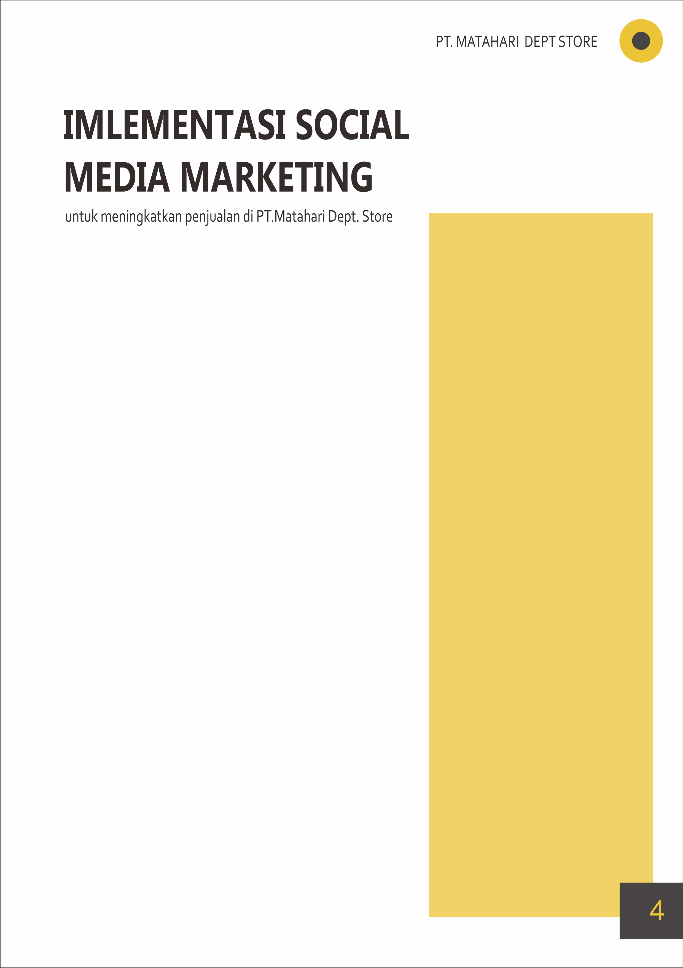 PT. MATAHARI DEPT STORE
IMLEMENTASI SOCIAL
MEDIA MARKETING
untuk meningkatkan penjualan di PT.Matahari Dept. Store
4